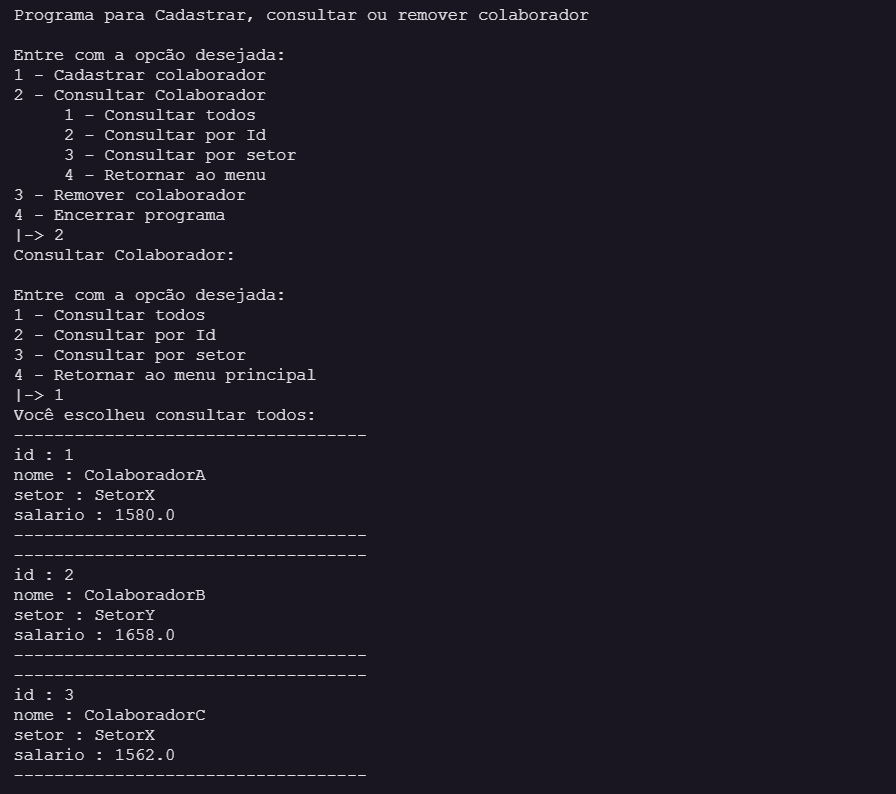 Programa para Cadastrar, consultar ou remover colaborador

Entre com a opcão desejada:
1 - Cadastrar colaborador
2 - Consultar Colaborador
     1 - Consultar todos
     2 - Consultar por Id
     3 - Consultar por setor
     4 - Retornar ao menu
3 - Remover colaborador
4 - Encerrar programa
|-> 2
Consultar Colaborador:

Entre com a opcão desejada:
1 - Consultar todos
2 - Consultar por Id
3 - Consultar por setor
4 - Retornar ao menu principal
|-> 1
Você escolheu consultar todos:
-----------------------------------
id : 1
nome : ColaboradorA
setor : SetorX
salario : 1580.0
-----------------------------------
-----------------------------------
id : 2
nome : ColaboradorB
setor : SetorY
salario : 1658.0
-----------------------------------
-----------------------------------
id : 3
nome : ColaboradorC
setor : SetorX
salario : 1562.0
-----------------------------------